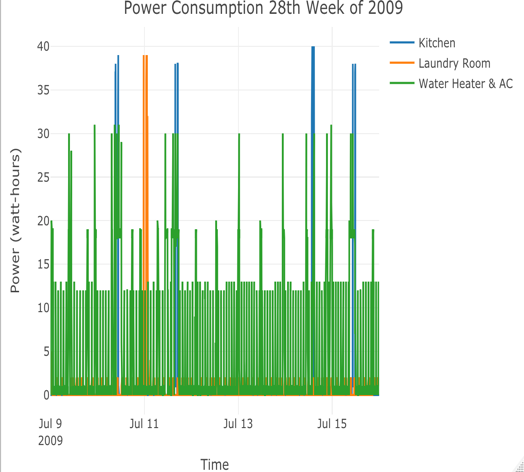 Power Consumption 28th Week of 2009
Kitchen
Laundry Room
Water Heater & AC
Power (watt-hours)
40
35
30
25
20
15
10
5
0
Jul 9
2009
Jul 11
Jul 13
Jul 15
Time